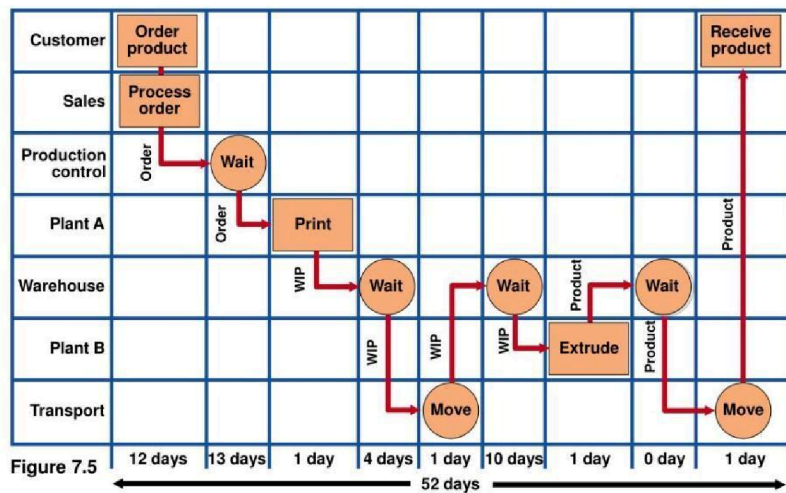 Customer
Order
product
Receive
product
Sales
Process
order
Production
control
Order
Wait
Plant A
Order
Print
Warehouse
WIP
Wait
WIP
Wait
Product
Wait
Product
Plant B
WIP
WIP
Extrude
Product
Transport
Move
Move
12 days
13 days
1 day
4 days
1 day
10 days
1 day
0 day
1 day
Figure 7.5
52 days